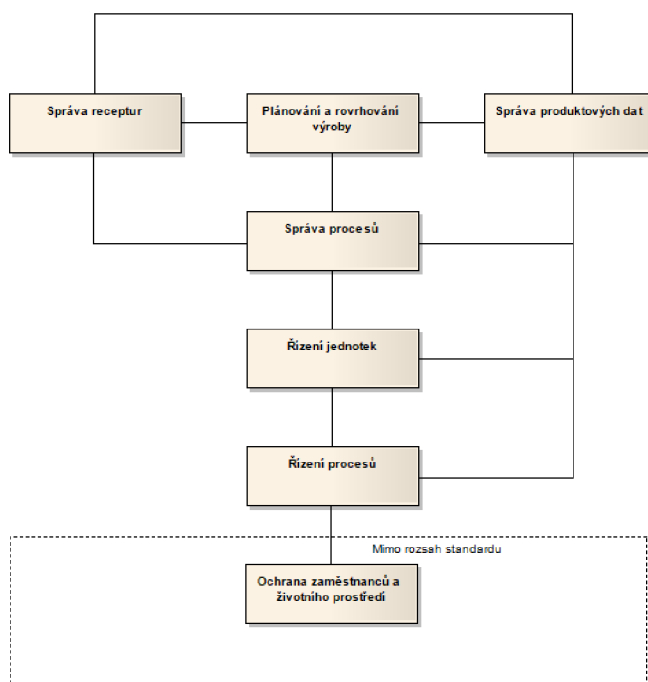 Správa receptur
Plánování a rovrhování
výroby
Správa produktových dat
Správa procesů
Řízení jednotek
Řízení procesů
Mimo rozsah standardu
Ochrana zaměstnanců a
životního prostředí